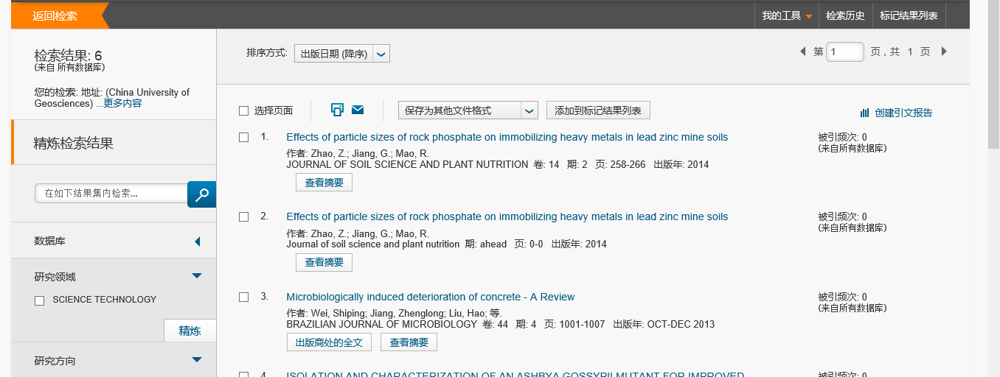 返回检索
我的工具
检索历史
标记结果列表
检索结果: 6
(来自 所有数据库)
您的检索: 地址: (China University of
Geosciences) ...更多内容
精炼检索结果
在如下结果集内检索...
数据库
研究领域
SCIENCE TECHNOLOGY
精炼
研究方向
排序方式: 出版日期 (降序)
第 1 页 , 共 1 页
选择页面
保存为其他文件格式
添加到标记结果列表
创建引文报告
1. Effects of particle sizes of rock phosphate on immobilizing heavy metals in lead zinc mine soils
作者: Zhao, Z.; Jiang, G.; Mao, R.
JOURNAL OF SOIL SCIENCE AND PLANT NUTRITION 卷: 14 期: 2 页: 258-266 出版年: 2014
查看摘要
被引频次: 0
(来自所有数据库)
2. Effects of particle sizes of rock phosphate on immobilizing heavy metals in lead zinc mine soils
作者: Zhao, Z.; Jiang, G.; Mao, R.
Journal of soil science and plant nutrition 期: ahead 页: 0-0 出版年: 2014
查看摘要
被引频次: 0
(来自所有数据库)
3. Microbiologically induced deterioration of concrete - A Review
作者: Wei, Shiping; Jiang, Zhenglong; Liu, Hao; 等.
BRAZILIAN JOURNAL OF MICROBIOLOGY 卷: 44 期: 4 页: 1001-1007 出版年: OCT-DEC 2013
出版商处的全文
查看摘要
被引频次: 0
(来自所有数据库)
4. ISOLATION AND CHARACTERIZATION OF AN ASHBYA GOSSYPII MUTANT FOR IMPROVED
被引频次: 0